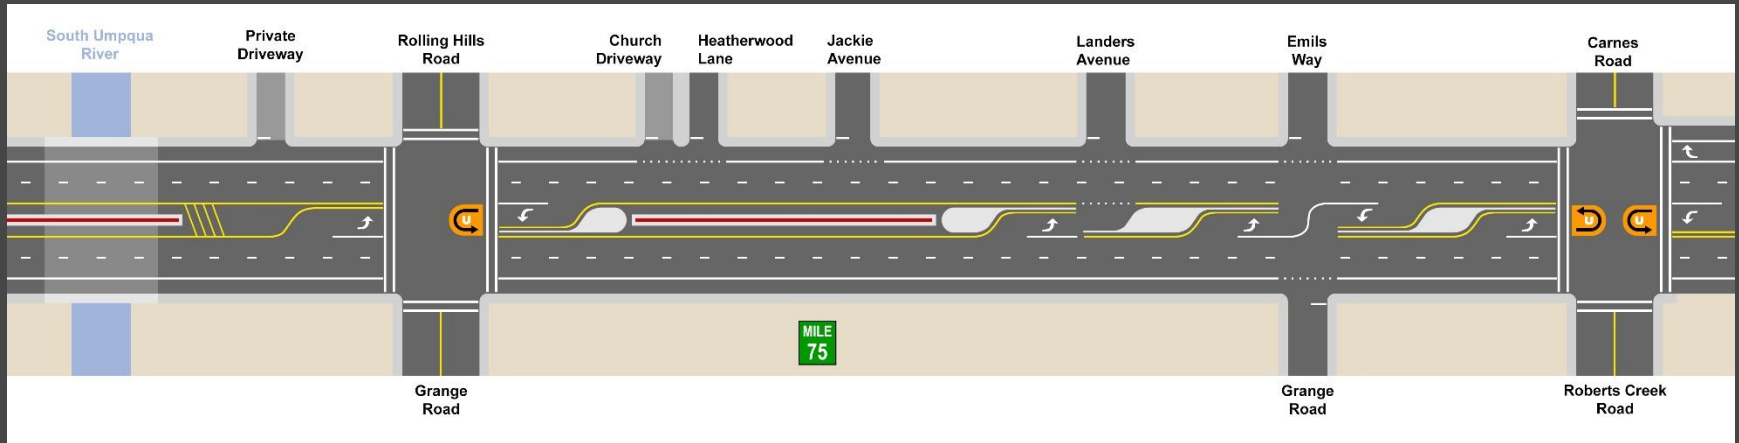 South Umpqua
River
Private
Driveway
Rolling Hills
Road
Church
Driveway
Heatherwood
Lane
Jackie
Avenue
Landers
Avenue
Emils
Way
Carnes
Road
U
U
U
MILE
75
Grange
Road
Grange
Road
Roberts Creek
Road